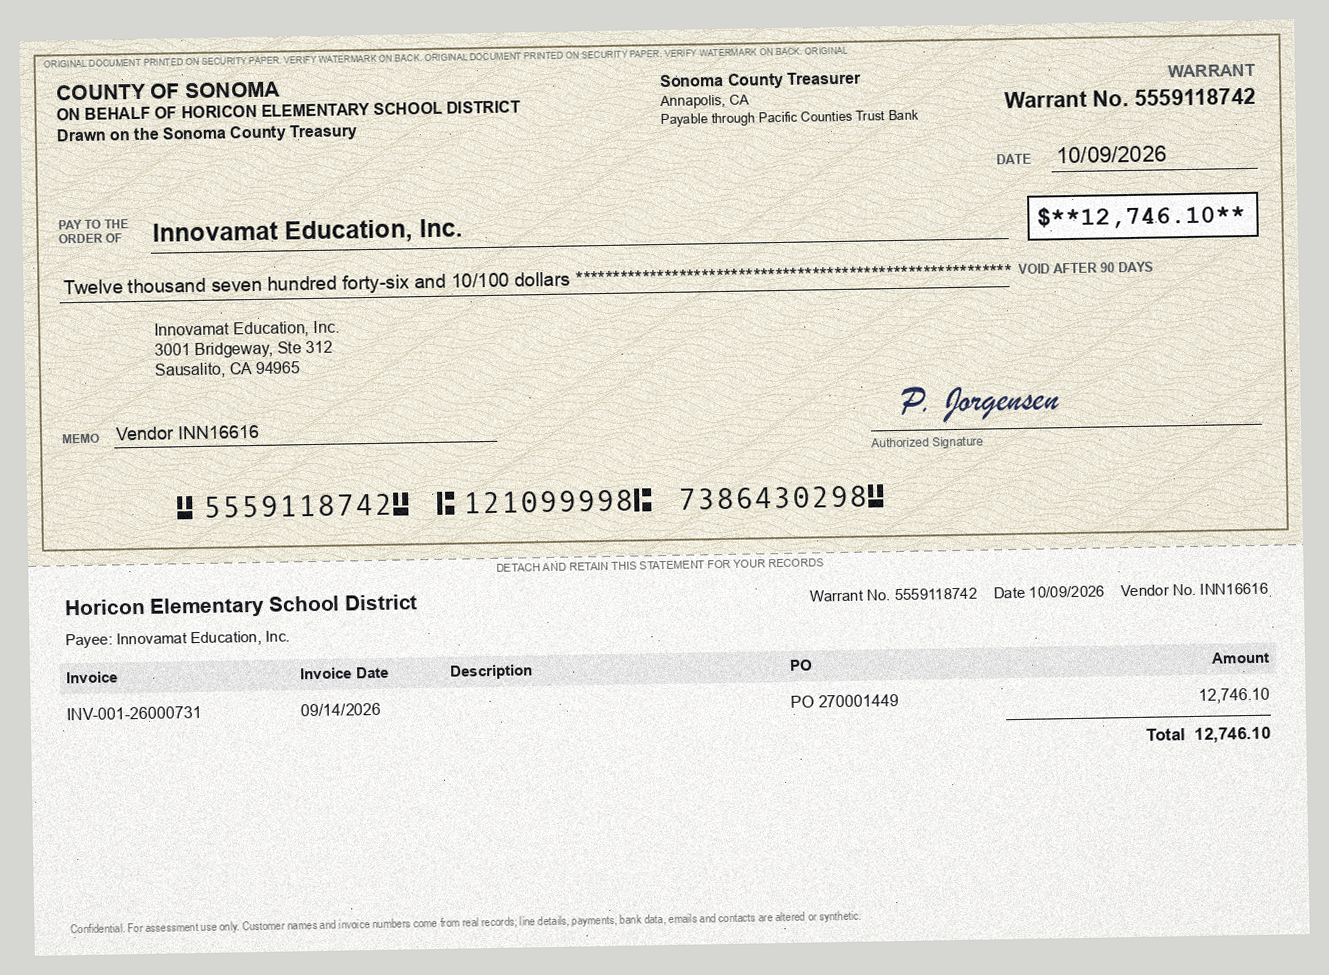 ORIGINAL DOCUMENT PRINTED ON SECURITY PAPER. VERIFY WATERMARK ON BACK. ORIGINAL DOCUMENT PRINTED ON SECURITY PAPER. VERIFY WATERMARK ON BACK. ORIGINAL
COUNTY OF SONOMA
ON BEHALF OF HORICON ELEMENTARY SCHOOL DISTRICT
Drawn on the Sonoma County Treasury
Sonoma County Treasurer
Annapolis, CA
Payable through Pacific Counties Trust Bank
WARRANT
Warrant No. 5559118742
DATE 10/09/2026
PAY TO THE
ORDER OF
Innovamat Education, Inc.
$**12,746.10**
Twelve thousand seven hundred forty-six and 10/100 dollars **********************************************************************
VOID AFTER 90 DAYS
Innovamat Education, Inc.
3001 Bridgeway, Ste 312
Sausalito, CA 94965
P. Jorgensen
Authorized Signature
MEMO Vendor INN16616
⑈5559118742⑈ ⑆121099998⑆ 7386430298⑈
DETACH AND RETAIN THIS STATEMENT FOR YOUR RECORDS
Horicon Elementary School District
Warrant No. 5559118742 Date 10/09/2026 Vendor No. INN16616
Payee: Innovamat Education, Inc.
Invoice Invoice Date Description PO Amount
INV-001-26000731 09/14/2026 PO 270001449 12,746.10
Total 12,746.10
Confidential. For assessment use only. Customer names and invoice numbers come from real records; line details, payments, bank data, emails and contacts are altered or synthetic.